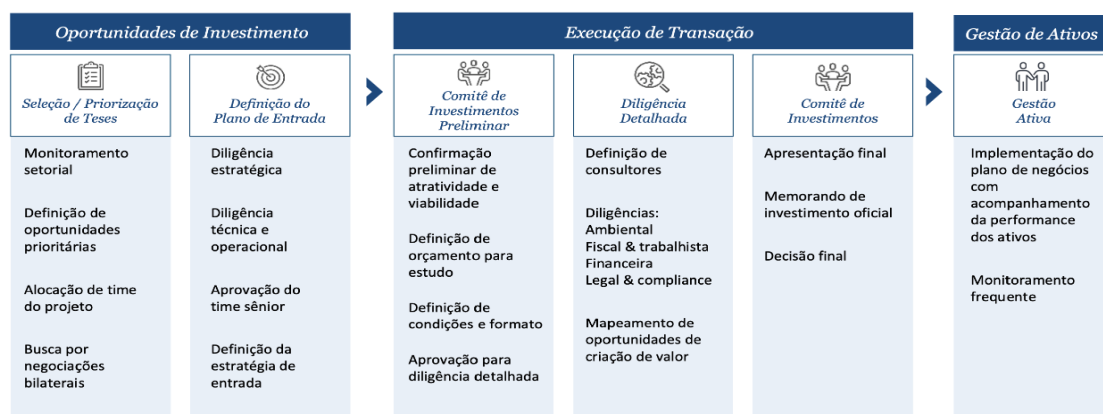 Oportunidades de Investimento
Seleção / Priorização
de Teses
Monitoramento
setorial
Definição de
oportunidades
prioritárias
Alocação de time
do projeto
Busca por
negociações
bilaterais
Definição do
Plano de Entrada
Diligência
estratégica
Diligência
técnica e
operacional
Aprovação do
time sênior
Definição da
estratégia de
entrada
Execução de Transação
Comitê de
Investimentos
Preliminar
Confirmação
preliminar de
atratividade e
viabilidade
Definição de
orçamento para
estudo
Definição de
condições e formato
Aprovação para
diligência detalhada
Diligência
Detalhada
Definição de
consultores
Diligências:
Ambiental
Fiscal & trabalhista
Financeira
Legal & compliance
Mapeamento de
oportunidades de
criação de valor
Comitê de
Investimentos
Apresentação final
Memorando de
investimento oficial
Decisão final
Gestão de Ativos
Gestão
Ativa
Implementação do
plano de negócios
com
acompanhamento
da performance
dos ativos
Monitoramento
frequente